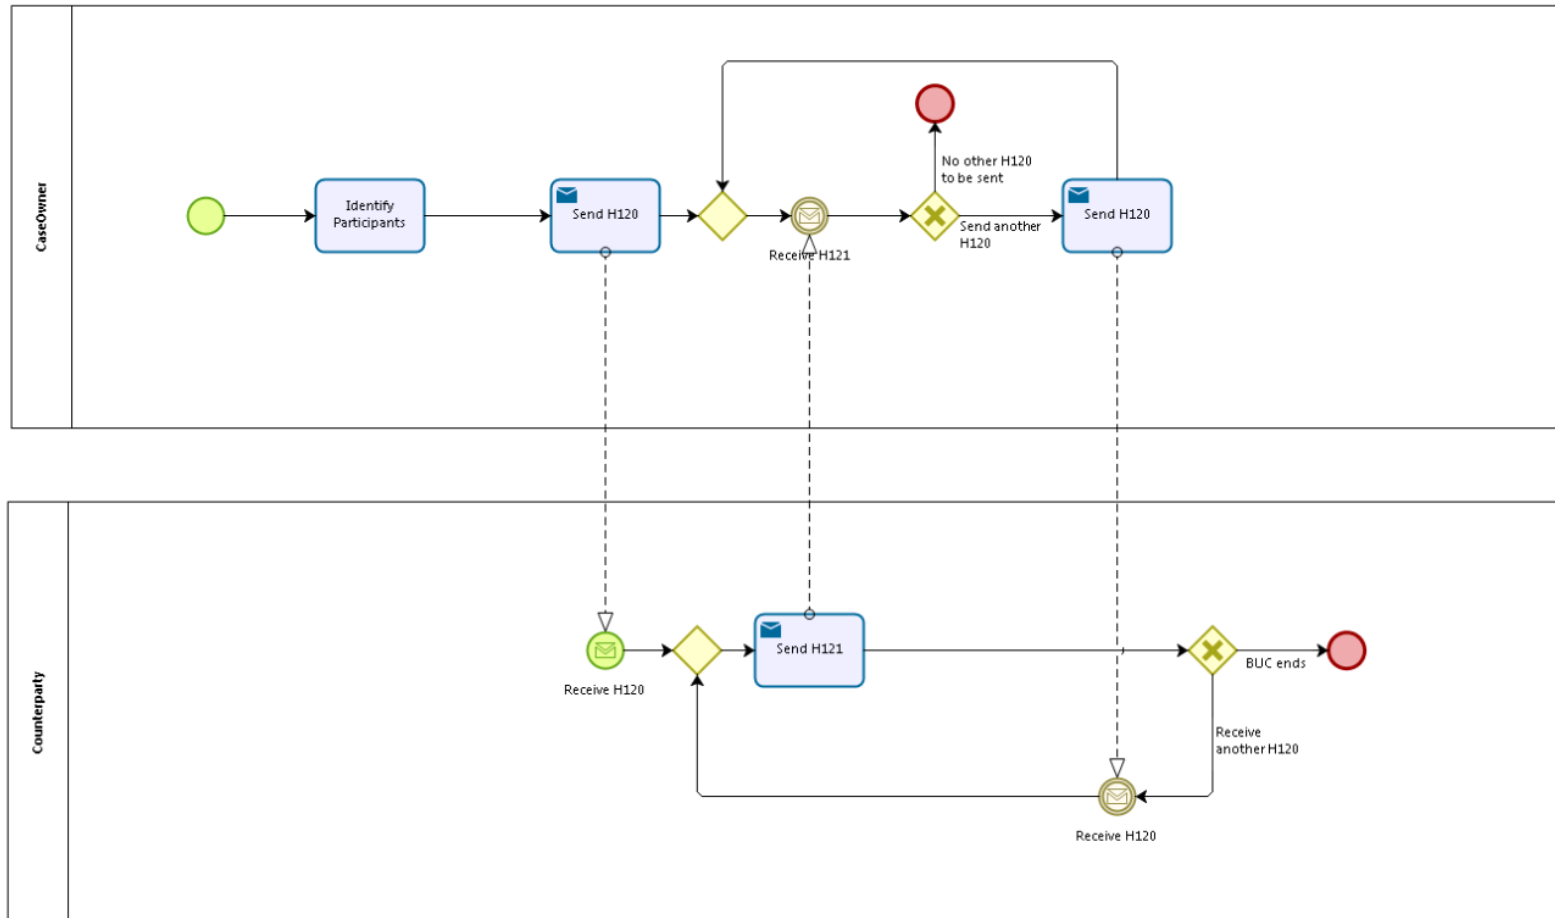 CaseOwner
Identify
Participants
Send H120
Receive H121
No other H120
to be sent
Send another
H120
Send H120
Counterparty
Receive H120
Send H121
BUC ends
Receive
another H120
Receive H120